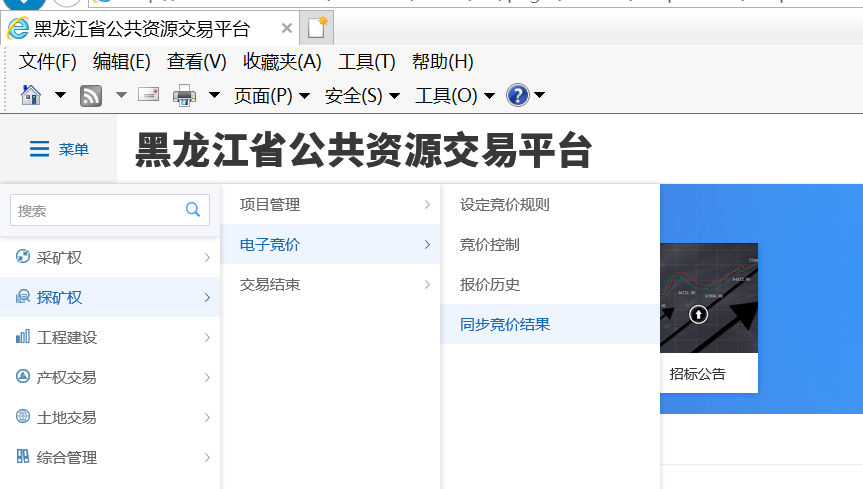 黑龙江省公共资源交易平台
文件(F) 编辑(E) 查看(V) 收藏夹(A) 工具(T) 帮助(H)
页面(P) 安全(S) 工具(O)
菜单 黑龙江省公共资源交易平台
搜索
采矿权
探矿权
工程建设
产权交易
土地交易
综合管理
项目管理
电子竞价
交易结束
设定竞价规则
竞价控制
报价历史
同步竞价结果
招标公告